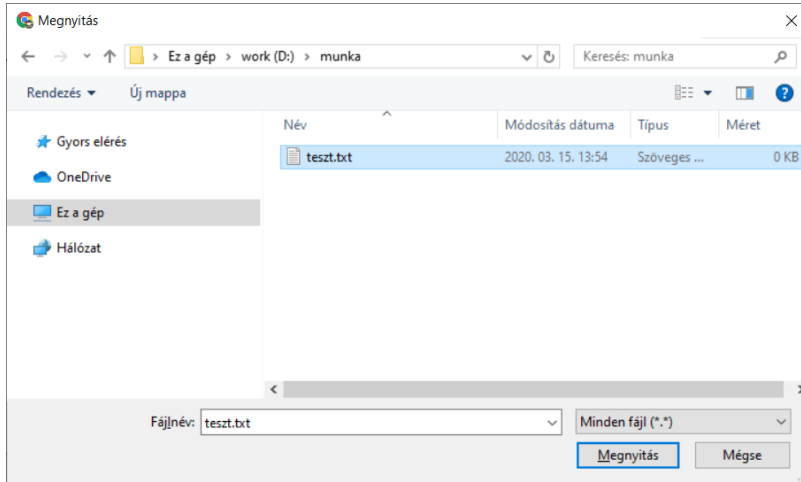 Megnyitás
Ez a gép › work (D:) › munka
Keresés: munka
Rendezés
Új mappa
Név
Módosítás dátuma
Típus
Méret
Gyors elérés
OneDrive
Ez a gép
Hálózat
teszt.txt
2020. 03. 15. 13:54
Szöveges ...
0 KB
Fájlnév:
teszt.txt
Minden fájl (*.*)
Megnyitás
Mégse